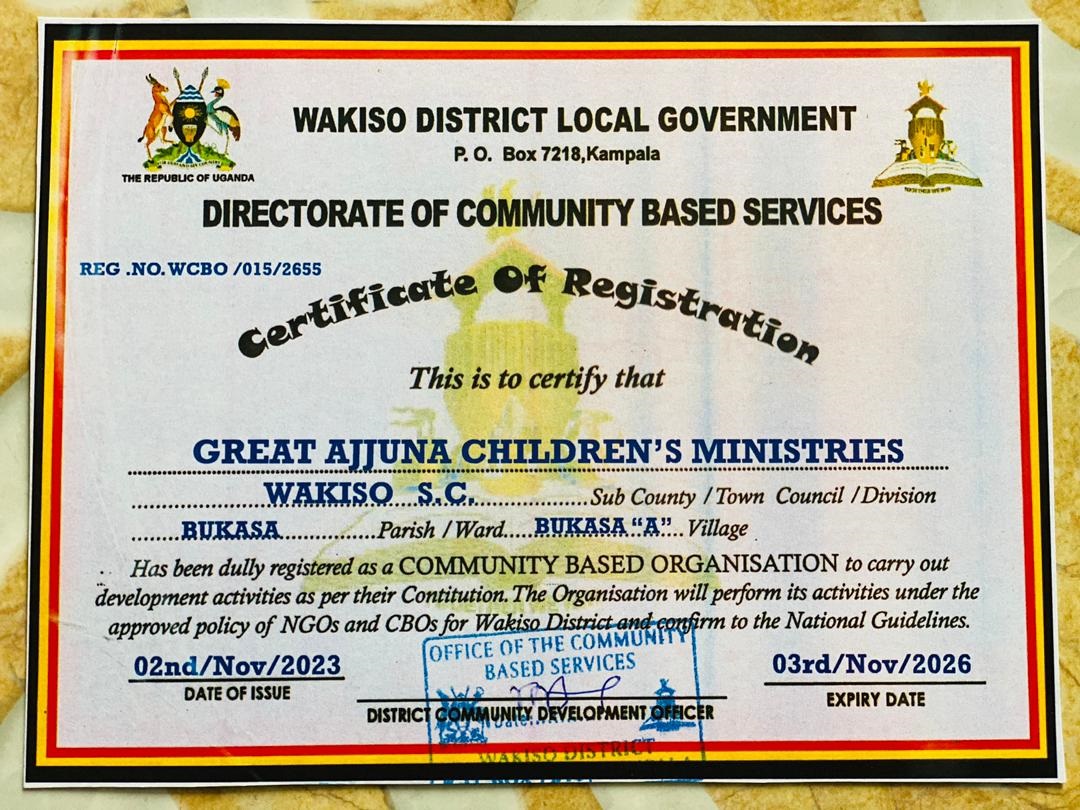 WAKISO DISTRICT LOCAL GOVERNMENT
P. O. Box 7218,Kampala
THE REPUBLIC OF UGANDA
DIRECTORATE OF COMMUNITY BASED SERVICES
REG .NO. WCBO /015/2655
Certificate Of Registration
This is to certify that
GREAT AJJUNA CHILDREN'S MINISTRIES
WAKISO S.C. Sub County / Town Council / Division
BUKASA Parish / Ward BUKASA "A" Village
Has been dully registered as a COMMUNITY BASED ORGANISATION to carry out
development activities as per their Contitution. The Organisation will perform its activities under the
approved policy of NGOs and CBOs for Wakiso District and confirm to the National Guidelines.
OFFICE OF THE COMMUNITY
BASED SERVICES
02nd/Nov/2023
DATE OF ISSUE
03rd/Nov/2026
EXPIRY DATE
DISTRICT COMMUNITY DEVELOPMENT OFFICER
WAKISO DISTRICT